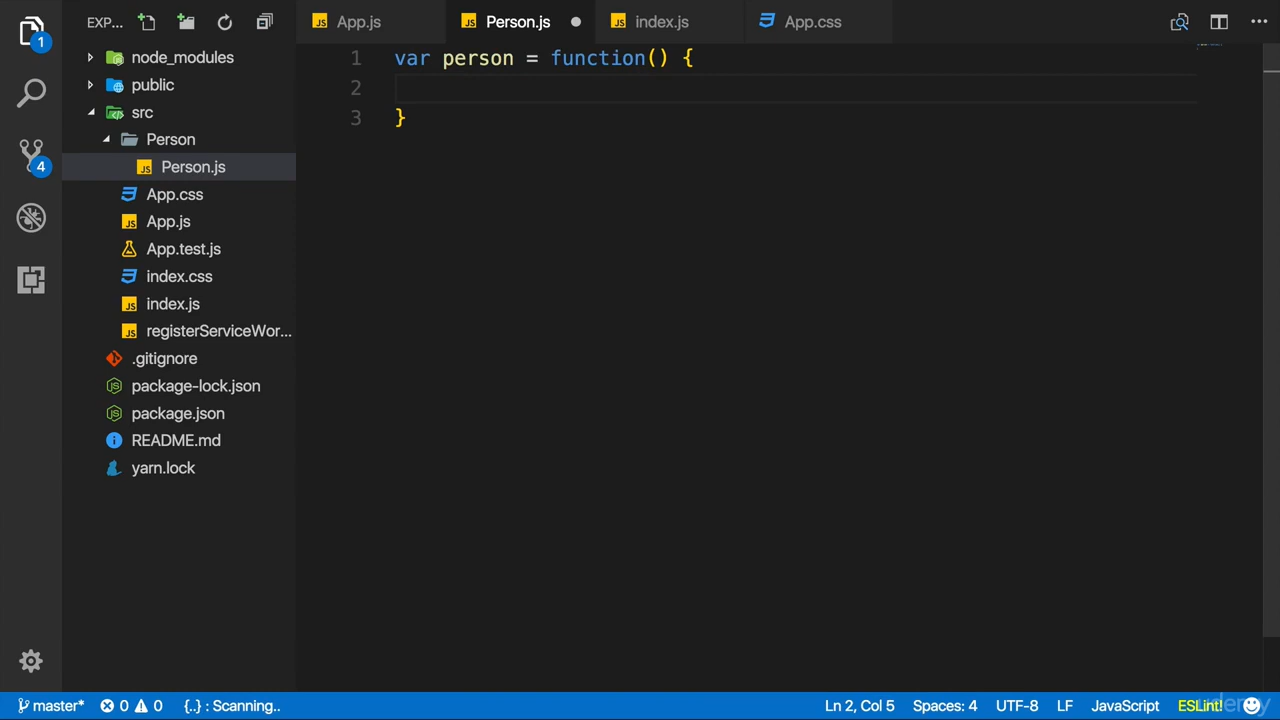 EXP...
App.js
Person.js
index.js
App.css
1
4
node_modules
public
src
Person
Person.js
App.css
App.js
App.test.js
index.css
index.js
registerServiceWor...
.gitignore
package-lock.json
package.json
README.md
yarn.lock
1 var person = function() {
2
3 }
master* 0 0 {..} : Scanning.. Ln 2, Col 5 Spaces: 4 UTF-8 LF JavaScript ESLint!
udemy